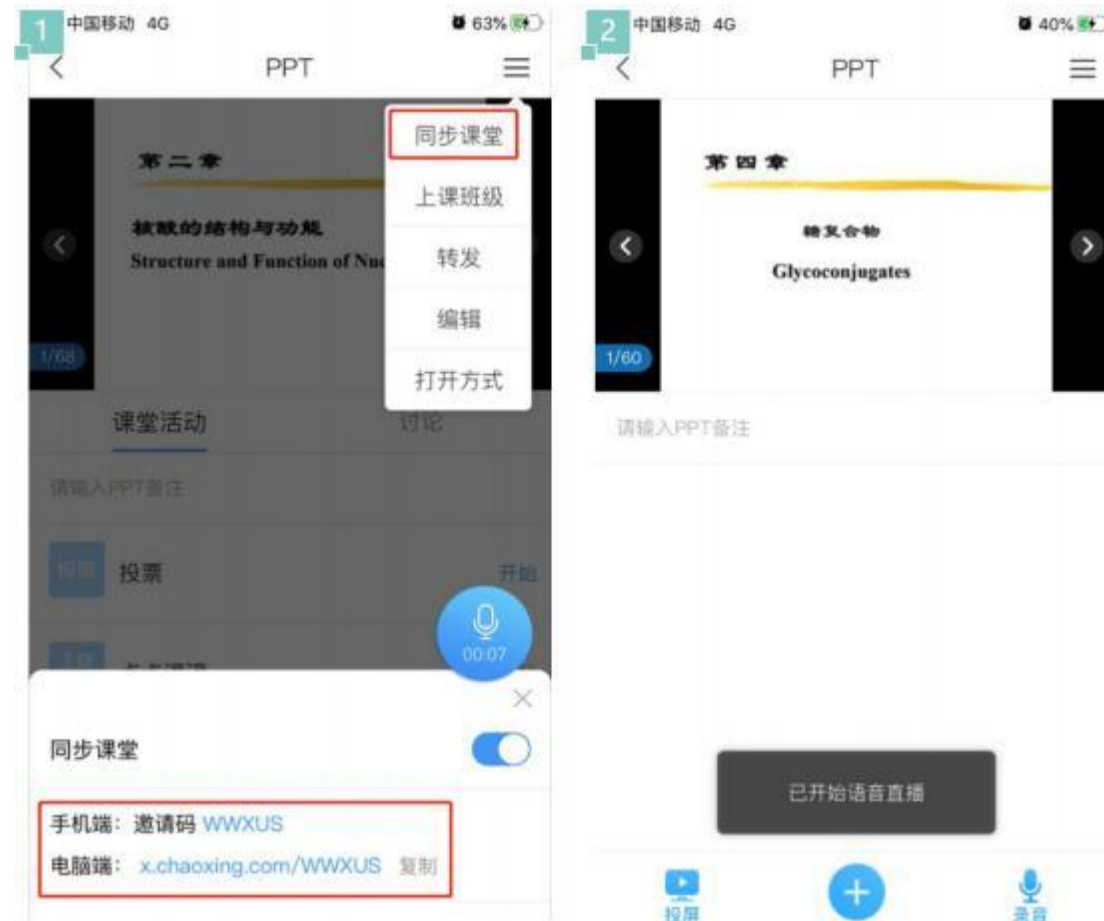 1
中国移动 4G
63%
PPT
同步课堂
第二章
上课班级
核酸的结构与功能
Structure and Function of Nuc
转发
编辑
1/68
打开方式
课堂活动
讨论
请输入PPT备注
投票
投票
开始
00:07
同步课堂
手机端：邀请码 WWXUS
电脑端： x.chaoxing.com/WWXUS 复制
2
中国移动 4G
40%
PPT
第四章
糖复合物
Glycoconjugates
1/60
请输入PPT备注
已开始语音直播
投屏
录音